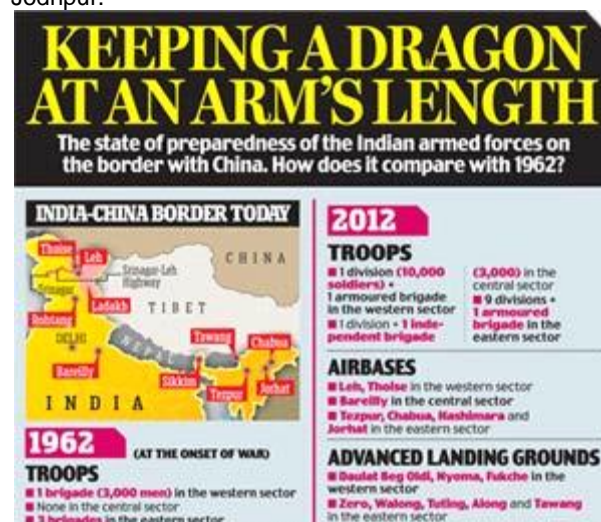 Jodhpur.
KEEPING A DRAGON
AT AN ARM'S LENGTH
The state of preparedness of the Indian armed forces on
the border with China. How does it compare with 1962?
INDIA-CHINA BORDER TODAY
Thoise
Leh
CHINA
Srinagar-Leh
Highway
Srinagar
Ladakh
TIBET
Rohtang
DELHI
NEPAL
Tawang
Chabua
Bareilly
Sikkim
Tezpur
Jorhat
INDIA
1962 (AT THE ONSET OF WAR)
TROOPS
■ 1 brigade (3,000 men) in the western sector
■ None in the central sector
■ 3 brigades in the eastern sector
2012
TROOPS
■ 1 division (10,000
soldiers) +
1 armoured brigade
in the western sector
■ 1 division + 1 inde-
pendent brigade
(3,000) in the
central sector
■ 9 divisions +
1 armoured
brigade in the
eastern sector
AIRBASES
■ Leh, Thoise in the western sector
■ Bareilly in the central sector
■ Tezpur, Chabua, Hashimara and
Jorhat in the eastern sector
ADVANCED LANDING GROUNDS
■ Daulat Beg Oldi, Nyoma, Fukche in the
western sector
■ Zero, Walong, Tuting, Along and Tawang
in the eastern sector